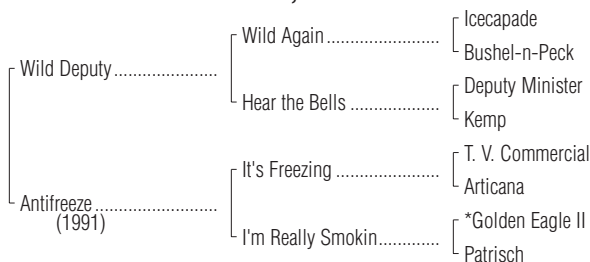 Icecapade
Wild Again
Bushel-n-Peck
Wild Deputy
Deputy Minister
Hear the Bells
Kemp
T. V. Commercial
It's Freezing
Articana
Antifreeze
(1991)
*Golden Eagle II
I'm Really Smokin
Patrisch